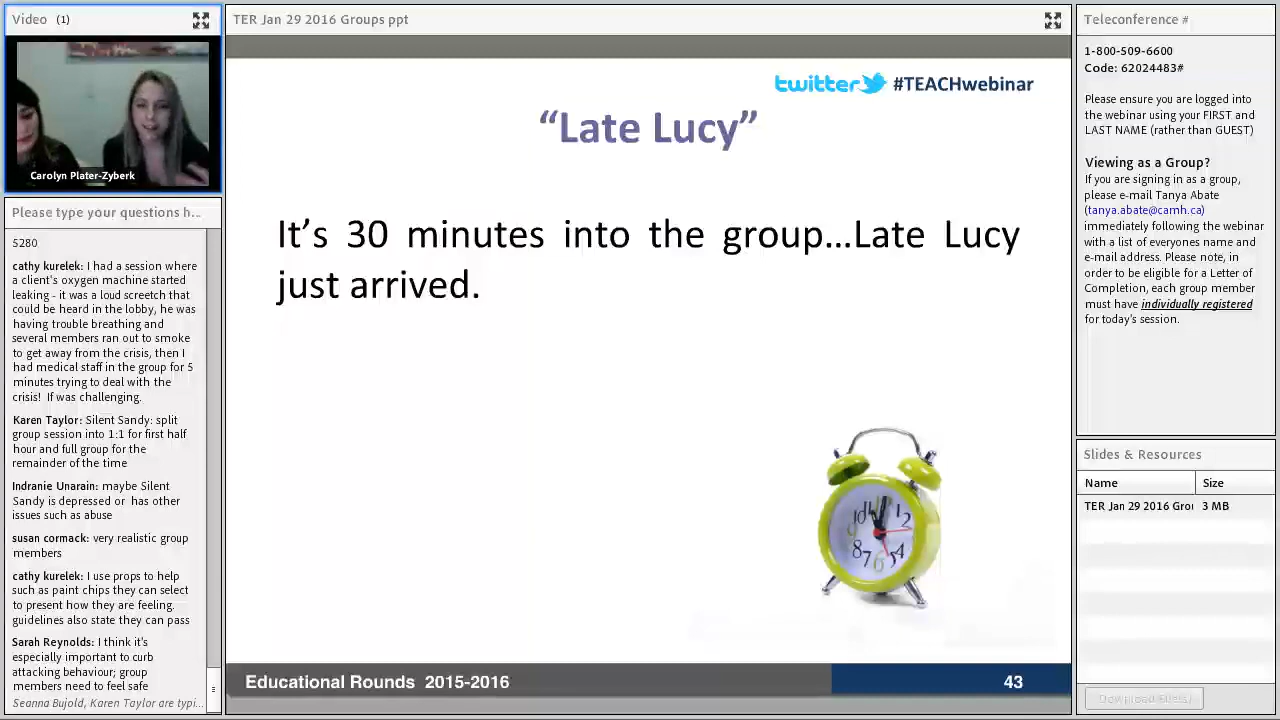 Video (1)
Carolyn Plater-Zyberk
Please type your questions h...
5280
cathy kurelek: I had a session where
a client's oxygen machine started
leaking - it was a loud screetch that
could be heard in the lobby, he was
having trouble breathing and
several members ran out to smoke
to get away from the crisis, then I
had medical staff in the group for 5
minutes trying to deal with the
crisis! If was challenging.
Karen Taylor: Silent Sandy: split
group session into 1:1 for first half
hour and full group for the
remainder of the time
Indranie Unarain: maybe Silent
Sandy is depressed or has other
issues such as abuse
susan cormack: very realistic group
members
cathy kurelek: I use props to help
such as paint chips they can select
to present how they are feeling.
guidelines also state they can pass
Sarah Reynolds: I think it's
especially important to curb
attacking behaviour; group
members need to feel safe
Seanna Bujold, Karen Taylor are typi...
TER Jan 29 2016 Groups ppt
twitter #TEACHwebinar
“Late Lucy”
It’s 30 minutes into the group...Late Lucy
just arrived.
Educational Rounds 2015-2016
43
Teleconference #
1-800-509-6600
Code: 62024483#
Please ensure you are logged into
the webinar using your FIRST and
LAST NAME (rather than GUEST)
Viewing as a Group?
If you are signing in as a group,
please e-mail Tanya Abate
(tanya.abate@camh.ca)
immediately following the webinar
with a list of everyones name and
e-mail address. Please note, in
order to be eligible for a Letter of
Completion, each group member
must have individually registered
for today's session.
Slides & Resources
Name Size
TER Jan 29 2016 Grou 3 MB
Download File(s)